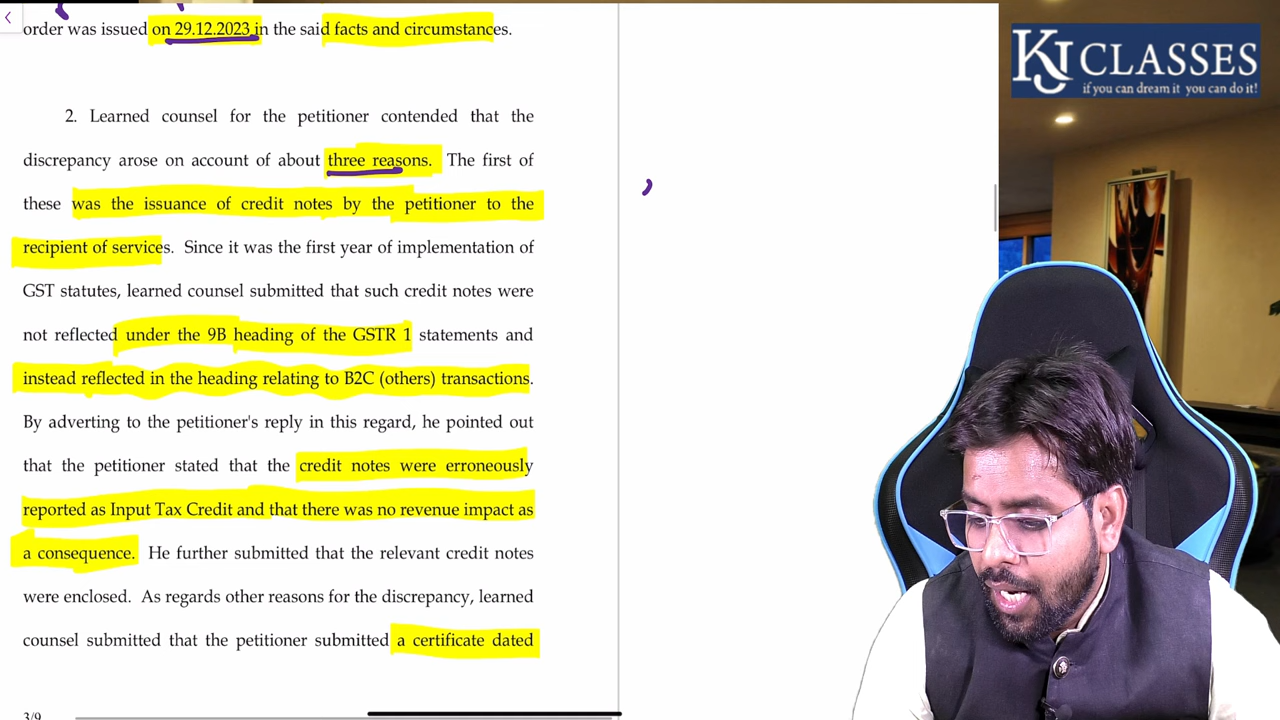 order was issued on 29.12.2023 in the said facts and circumstances.
2. Learned counsel for the petitioner contended that the
discrepancy arose on account of about three reasons. The first of
these was the issuance of credit notes by the petitioner to the
recipient of services. Since it was the first year of implementation of
GST statutes, learned counsel submitted that such credit notes were
not reflected under the 9B heading of the GSTR 1 statements and
instead reflected in the heading relating to B2C (others) transactions.
By adverting to the petitioner's reply in this regard, he pointed out
that the petitioner stated that the credit notes were erroneously
reported as Input Tax Credit and that there was no revenue impact as
a consequence. He further submitted that the relevant credit notes
were enclosed. As regards other reasons for the discrepancy, learned
counsel submitted that the petitioner submitted a certificate dated
3/9
KJ CLASSES
if you can dream it you can do it!